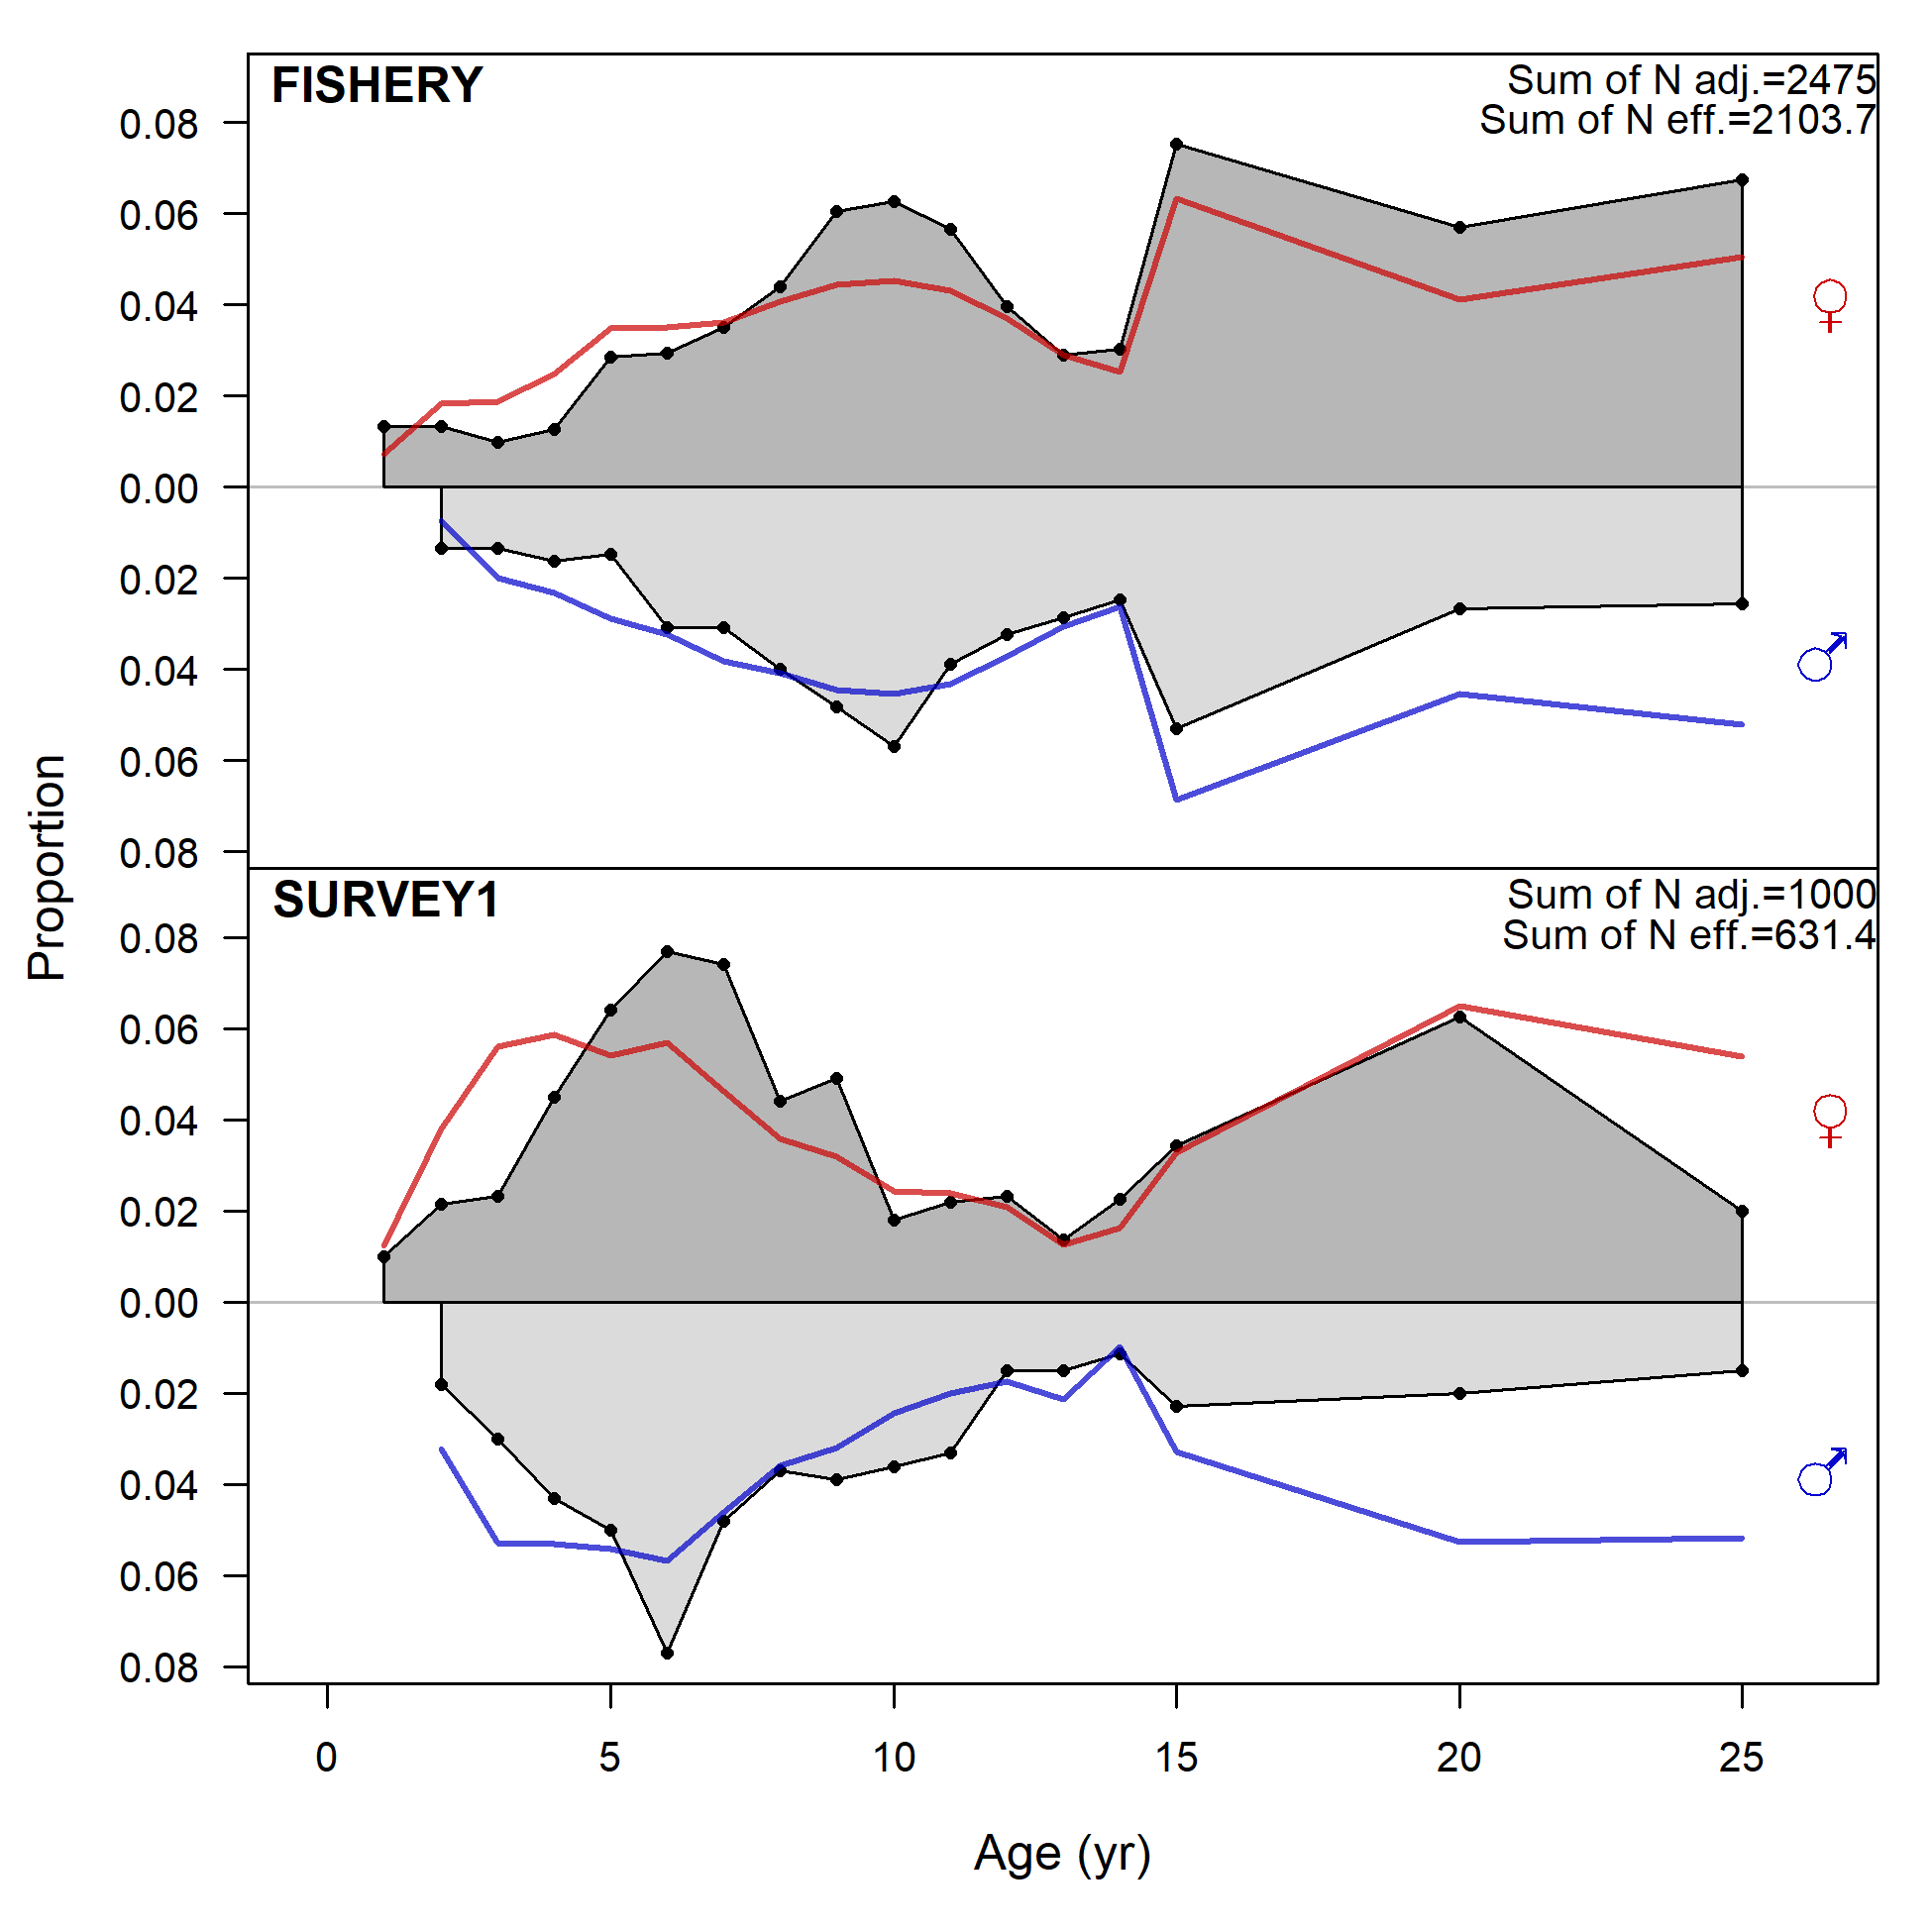 FISHERY
Sum of N adj.=2475
Sum of N eff.=2103.7
0.08
0.06
0.04
0.02
0.00
0.02
0.04
0.06
0.08
♀
♂
Proportion
SURVEY1
Sum of N adj.=1000
Sum of N eff.=631.4
0.08
0.06
0.04
0.02
0.00
0.02
0.04
0.06
0.08
♀
♂
0 5 10 15 20 25
Age (yr)